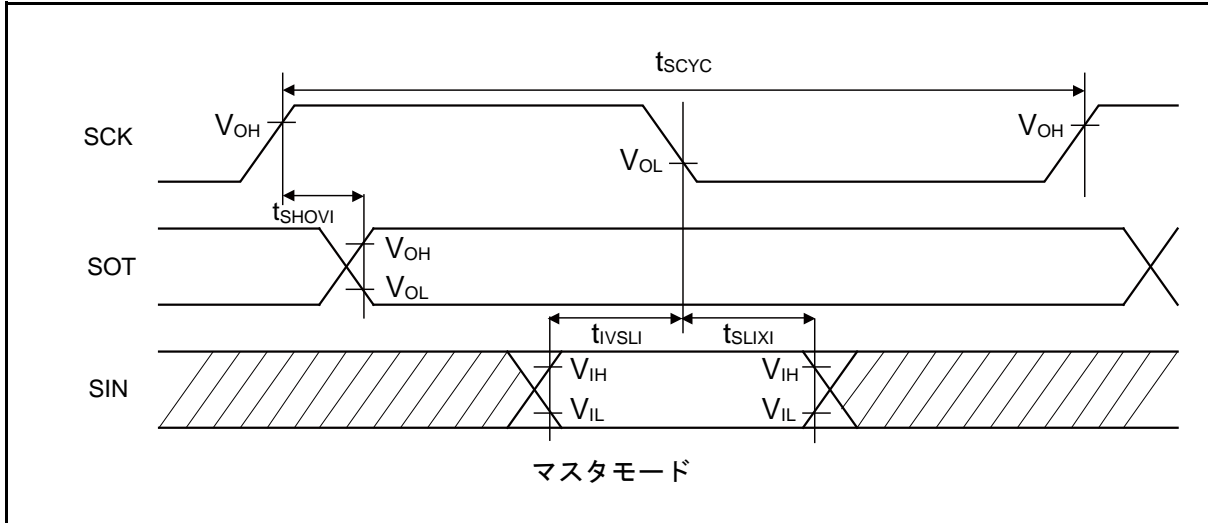 tSCYC
SCK
VOH
VOL
VOH
tSHOVI
SOT
VOH
VOL
tIVSLI
tSLIXI
SIN
VIH
VIL
VIH
VIL
マスタモード